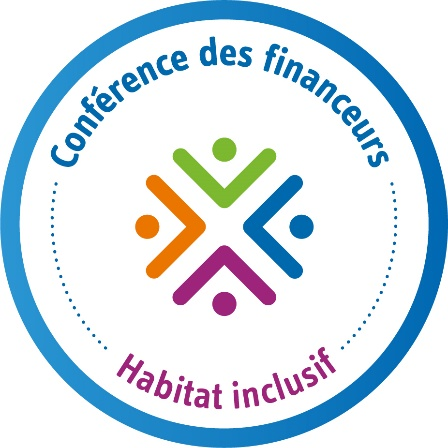 Conférence des financeurs
Habitat inclusif